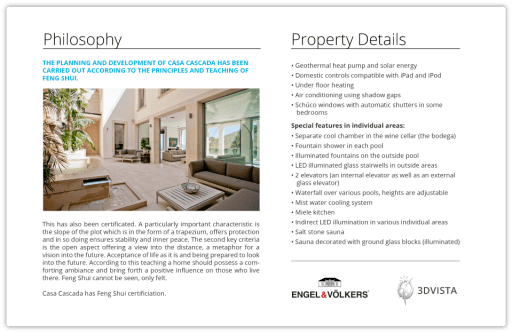 Philosophy
THE PLANNING AND DEVELOPMENT OF CASA CASCADA HAS BEEN
CARRIED OUT ACCORDING TO THE PRINCIPLES AND TEACHING OF
FENG SHUI.
This has also been certificated. A particularly important characteristic is
the slope of the plot which is in the form of a trapezium, offers protection
and in so doing ensures stability and inner peace. The second key criteria
is the open aspect offering a view into the distance, a metaphor for a
vision into the future. Acceptance of life as it is and being prepared to look
into the future. According to this teaching a home should possess a com-
forting ambiance and bring forth a positive influence on those who live
there. Feng Shui cannot be seen, only felt.
Casa Cascada has Feng Shui certificiation.
Property Details
• Geothermal heat pump and solar energy
• Domestic controls compatible with iPad and iPod
• Under floor heating
• Air conditioning using shadow gaps
• Schüco windows with automatic shutters in some
bedrooms
Special features in individual areas:
• Separate cool chamber in the wine cellar (the bodega)
• Fountain shower in each pool
• Illuminated fountains on the outside pool
• LED illuminated glass stairwells in outside areas
• 2 elevators (an internal elevator as well as an external
glass elevator)
• Waterfall over various pools, heights are adjustable
• Mist water cooling system
• Miele kitchen
• Indirect LED illumination in various individual areas
• Salt stone sauna
• Sauna decorated with ground glass blocks (illuminated)
ENGEL&VÖLKERS
3DVISTA